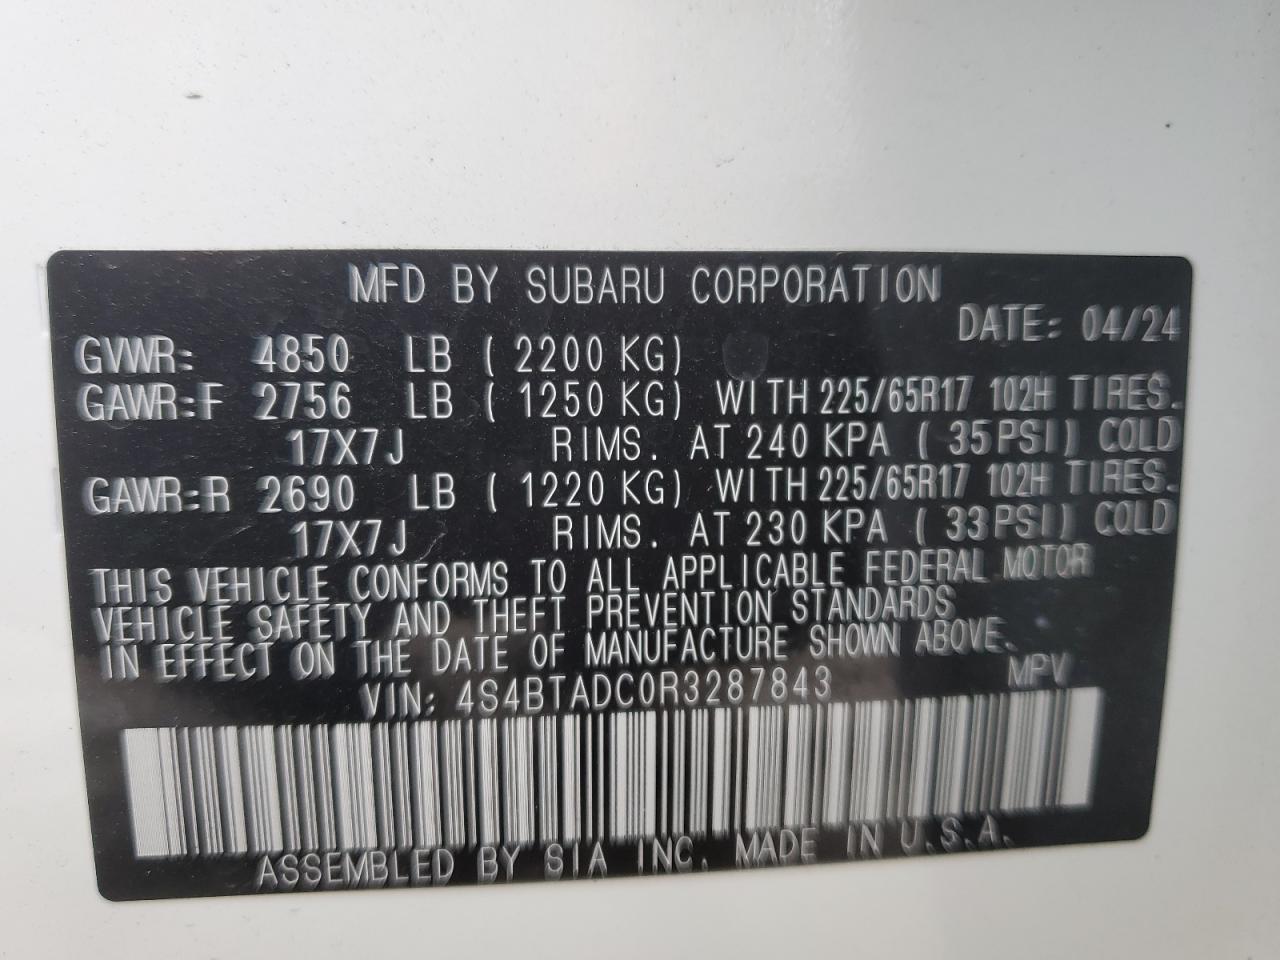 MFD BY SUBARU CORPORATION
DATE: 04/24
GVWR: 4850 LB ( 2200 KG)
GAWR:F 2756 LB ( 1250 KG) WITH 225/65R17 102H TIRES.
17X7J RIMS. AT 240 KPA ( 35PSI) COLD
GAWR:R 2690 LB ( 1220 KG) WITH 225/65R17 102H TIRES.
17X7J RIMS. AT 230 KPA ( 33PSI) COLD
THIS VEHICLE CONFORMS TO ALL APPLICABLE FEDERAL MOTOR
VEHICLE SAFETY AND THEFT PREVENTION STANDARDS
IN EFFECT ON THE DATE OF MANUFACTURE SHOWN ABOVE.
VIN: 4S4BTADC0R3287843 MPV
ASSEMBLED BY SIA INC. MADE IN U.S.A.